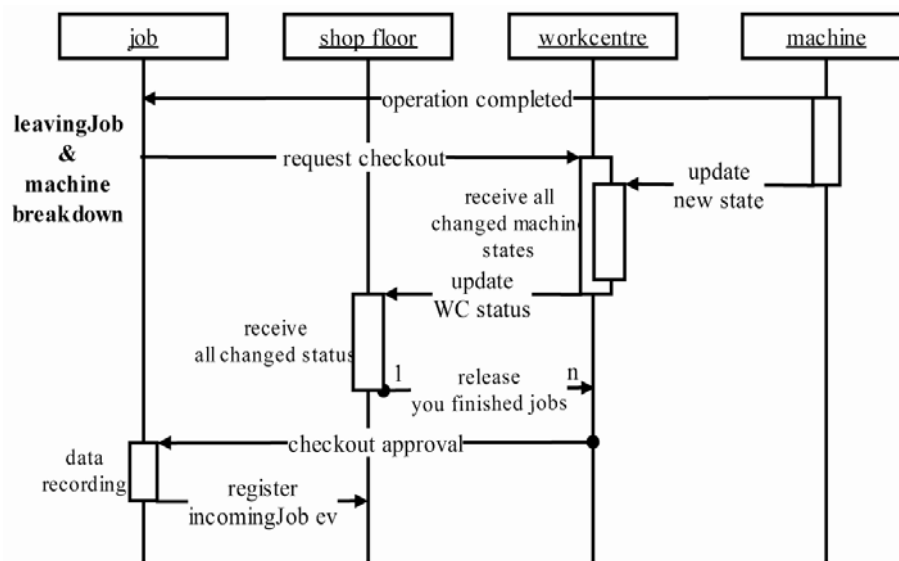 job
shop floor
workcentre
machine
operation completed
leavingJob
&
machine
breakdown
request checkout
update
new state
receive all
changed machine
states
update
WC status
receive
all changed status
1
n
release
you finished jobs
checkout approval
data
recording
register
incomingJob ev